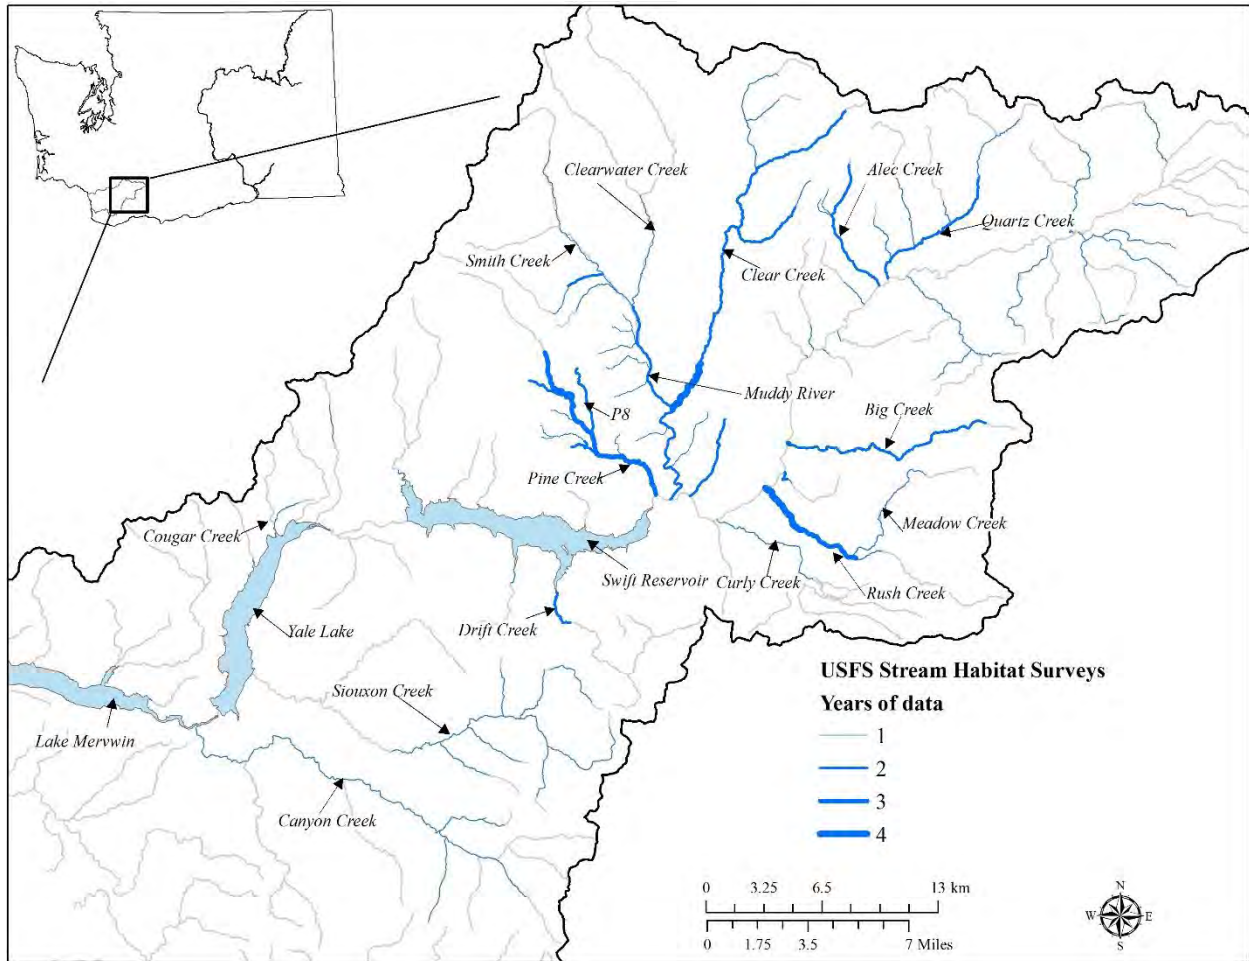 Clearwater Creek
Alec Creek
Quartz Creek
Smith Creek
Clear Creek
Muddy River
Big Creek
P8
Pine Creek
Meadow Creek
Cougar Creek
Swift Reservoir
Curly Creek
Rush Creek
Yale Lake
Drift Creek
USFS Stream Habitat Surveys
Siouxon Creek
Years of data
Lake Mervwin
1
2
3
Canyon Creek
4
0 3.25 6.5 13 km
0 1.75 3.5 7 Miles
N
W E
S